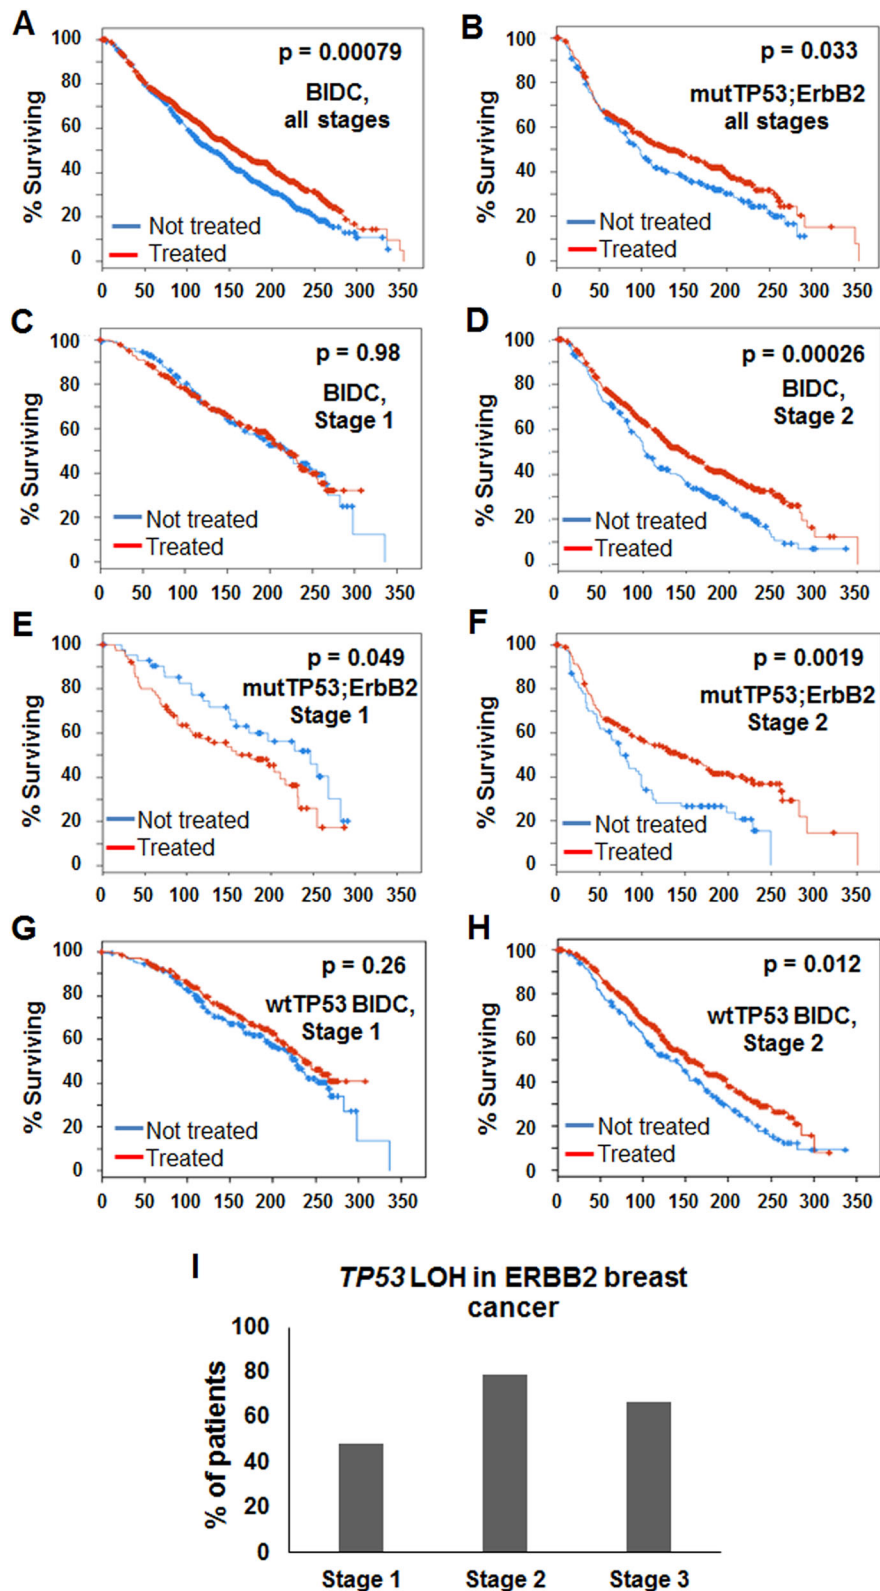 A
% Surviving
100
80
60
40
20
0
p = 0.00079
BIDC,
all stages
Not treated
Treated
0 50 100 150 200 250 300 350
B
% Surviving
100
80
60
40
20
0
p = 0.033
mutTP53;ErbB2
all stages
Not treated
Treated
0 50 100 150 200 250 300 350
C
% Surviving
100
80
60
40
20
0
p = 0.98
BIDC,
Stage 1
Not treated
Treated
0 50 100 150 200 250 300 350
D
% Surviving
100
80
60
40
20
0
p = 0.00026
BIDC,
Stage 2
Not treated
Treated
0 50 100 150 200 250 300 350
E
% Surviving
100
80
60
40
20
0
p = 0.049
mutTP53;ErbB2
Stage 1
Not treated
Treated
0 50 100 150 200 250 300 350
F
% Surviving
100
80
60
40
20
0
p = 0.0019
mutTP53;ErbB2
Stage 2
Not treated
Treated
0 50 100 150 200 250 300 350
G
% Surviving
100
80
60
40
20
0
p = 0.26
wtTP53 BIDC,
Stage 1
Not treated
Treated
0 50 100 150 200 250 300 350
H
% Surviving
100
80
60
40
20
0
p = 0.012
wtTP53 BIDC,
Stage 2
Not treated
Treated
0 50 100 150 200 250 300 350
I
TP53 LOH in ERBB2 breast
cancer
% of patients
100
80
60
40
20
0
Stage 1 Stage 2 Stage 3